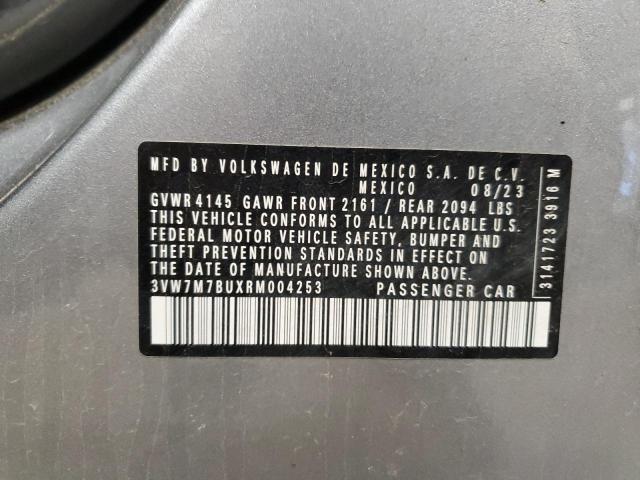 MFD BY VOLKSWAGEN DE MEXICO S.A. DE C.V.
MEXICO 08/23
GVWR 4145 GAWR FRONT 2161 / REAR 2094 LBS
THIS VEHICLE CONFORMS TO ALL APPLICABLE U.S.
FEDERAL MOTOR VEHICLE SAFETY, BUMPER AND
THEFT PREVENTION STANDARDS IN EFFECT ON
THE DATE OF MANUFACTURE SHOWN ABOVE.
3VW7M7BUXRM004253 PASSENGER CAR
3T41723 3916 M